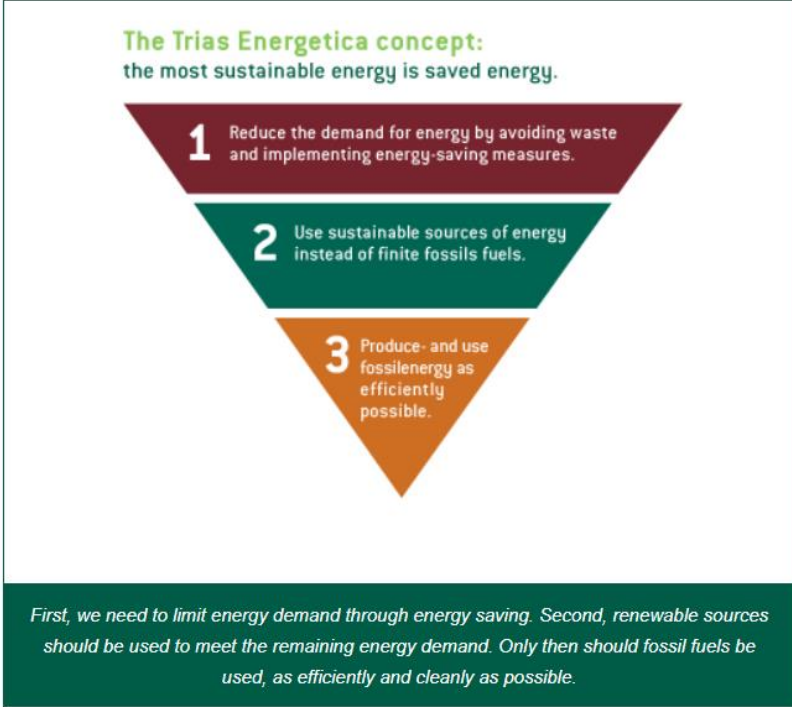 The Trias Energetica concept:
the most sustainable energy is saved energy.
1
Reduce the demand for energy by avoiding waste
and implementing energy-saving measures.
2
Use sustainable sources of energy
instead of finite fossils fuels.
3
Produce- and use
fossilenergy as
efficiently
possible.
First, we need to limit energy demand through energy saving. Second, renewable sources
should be used to meet the remaining energy demand. Only then should fossil fuels be
used, as efficiently and cleanly as possible.